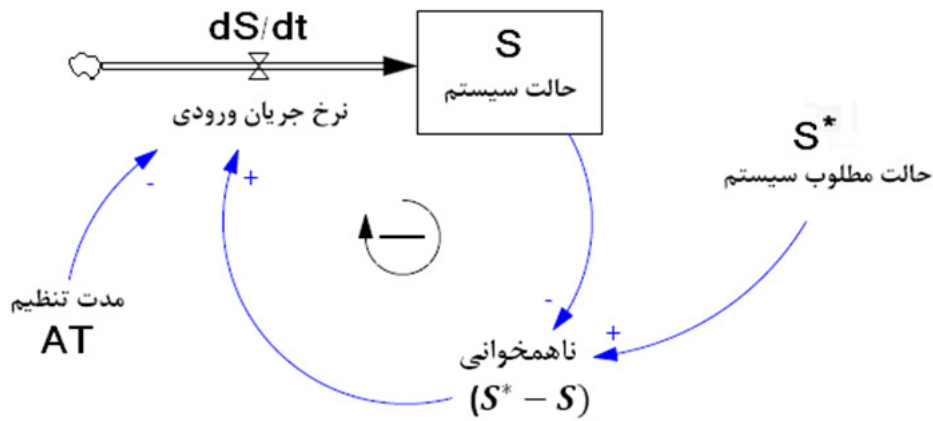 dS/dt
S
حالت سیستم
نرخ جریان ورودی
S*
حالت مطلوب سیستم
-
+
—
مدت تنظیم
AT
-
+
ناهمخوانی
(S* − S)